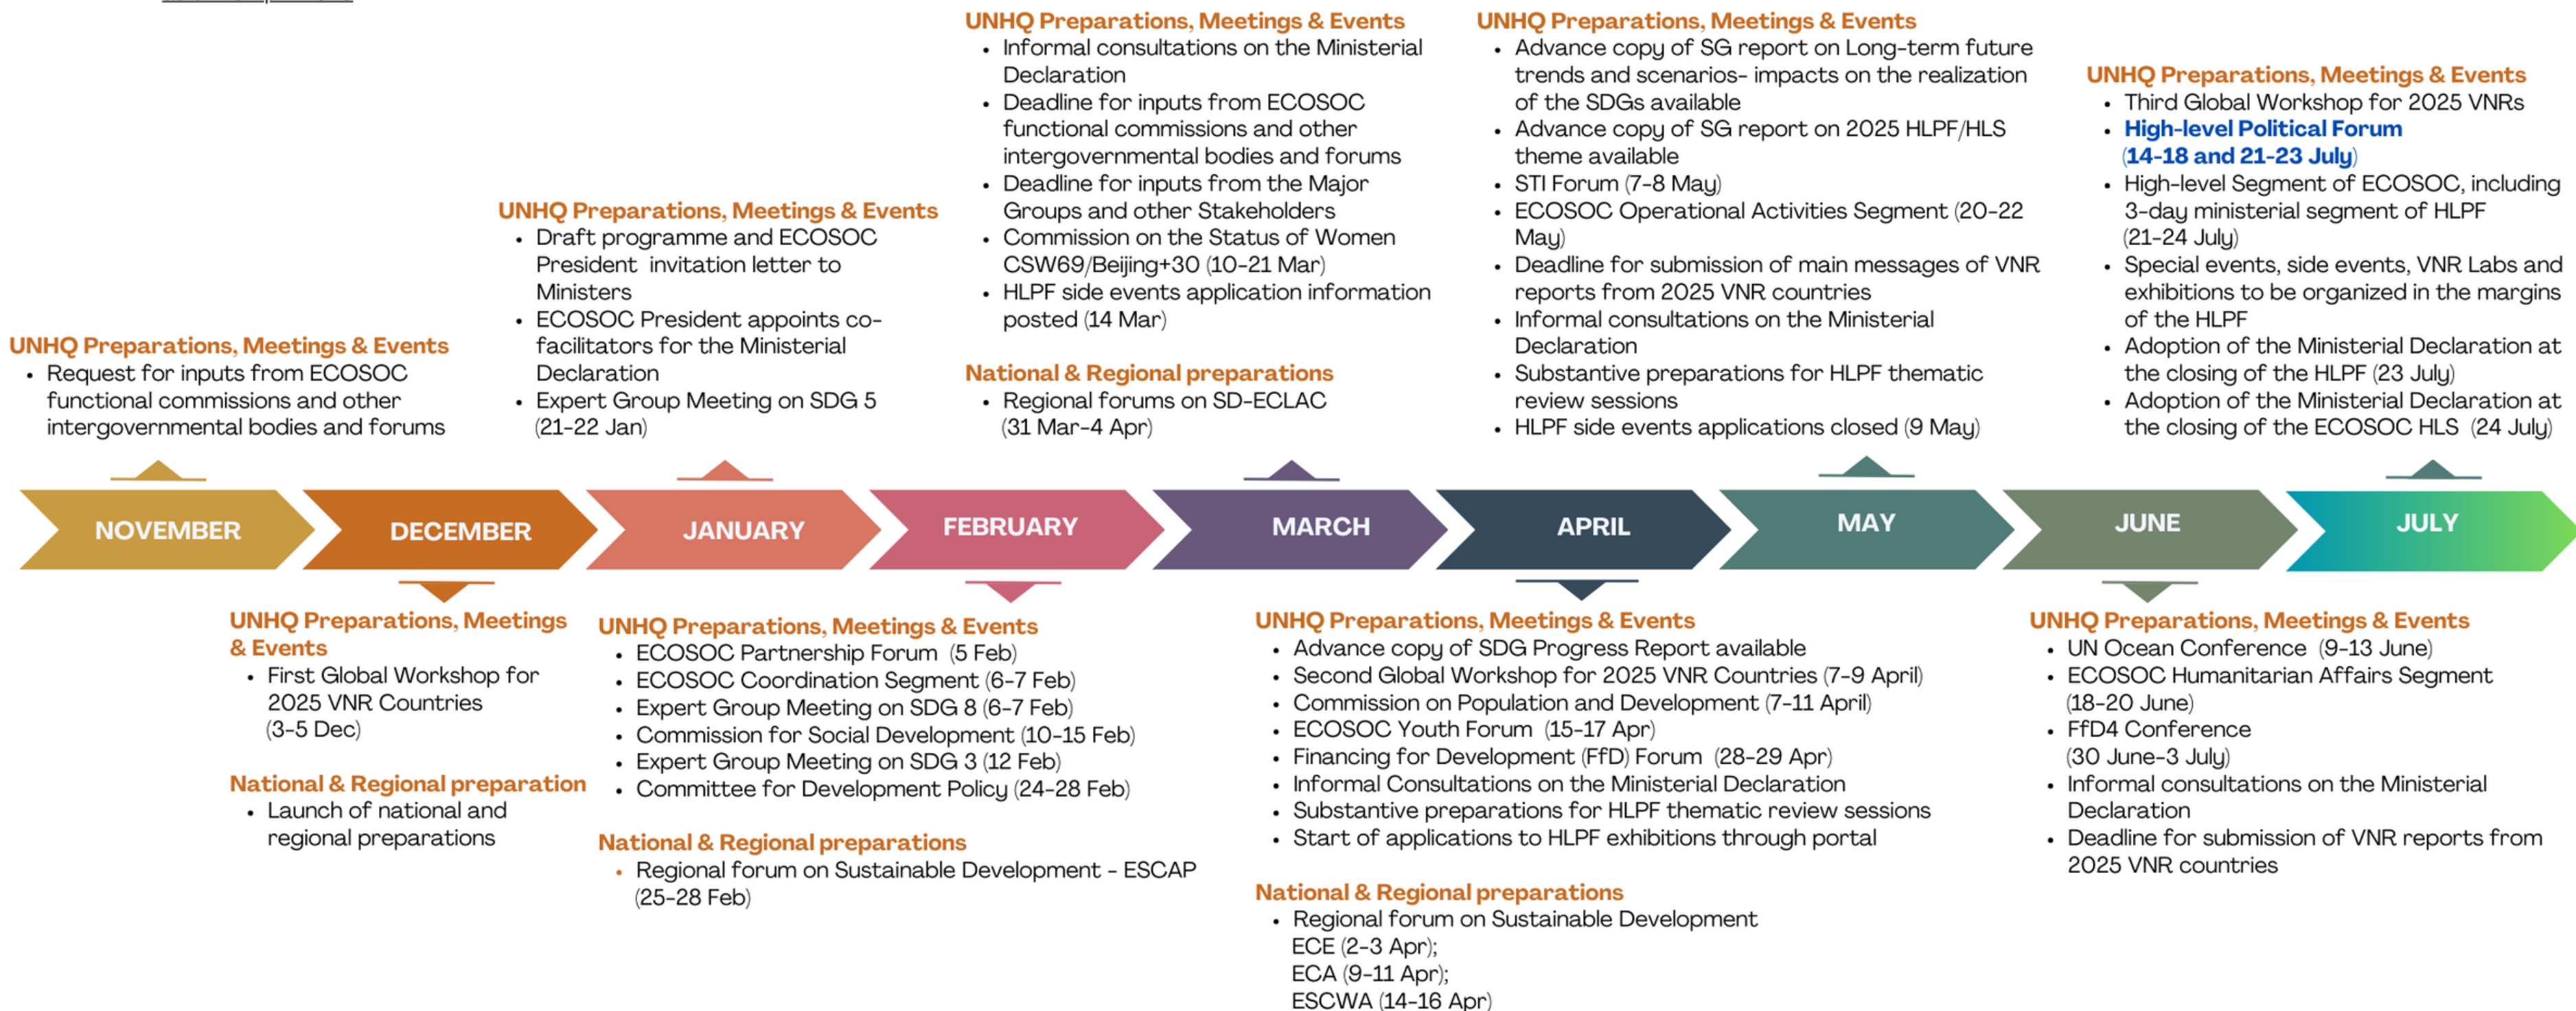 UNHQ Preparations, Meetings & Events
• Request for inputs from ECOSOC
functional commissions and other
intergovernmental bodies and forums
UNHQ Preparations, Meetings & Events
• Draft programme and ECOSOC
President invitation letter to
Ministers
• ECOSOC President appoints co-
facilitators for the Ministerial
Declaration
• Expert Group Meeting on SDG 5
(21-22 Jan)
UNHQ Preparations, Meetings & Events
• Informal consultations on the Ministerial
Declaration
• Deadline for inputs from ECOSOC
functional commissions and other
intergovernmental bodies and forums
• Deadline for inputs from the Major
Groups and other Stakeholders
• Commission on the Status of Women
CSW69/Beijing+30 (10-21 Mar)
• HLPF side events application information
posted (14 Mar)
National & Regional preparations
• Regional forums on SD-ECLAC
(31 Mar-4 Apr)
UNHQ Preparations, Meetings & Events
• Advance copy of SG report on Long-term future
trends and scenarios- impacts on the realization
of the SDGs available
• Advance copy of SG report on 2025 HLPF/HLS
theme available
• STI Forum (7-8 May)
• ECOSOC Operational Activities Segment (20-22
May)
• Deadline for submission of main messages of VNR
reports from 2025 VNR countries
• Informal consultations on the Ministerial
Declaration
• Substantive preparations for HLPF thematic
review sessions
• HLPF side events applications closed (9 May)
UNHQ Preparations, Meetings & Events
• Third Global Workshop for 2025 VNRs
• High-level Political Forum
(14-18 and 21-23 July)
• High-level Segment of ECOSOC, including
3-day ministerial segment of HLPF
(21-24 July)
• Special events, side events, VNR Labs and
exhibitions to be organized in the margins
of the HLPF
• Adoption of the Ministerial Declaration at
the closing of the HLPF (23 July)
• Adoption of the Ministerial Declaration at
the closing of the ECOSOC HLS (24 July)
NOVEMBER
DECEMBER
JANUARY
FEBRUARY
MARCH
APRIL
MAY
JUNE
JULY
UNHQ Preparations, Meetings
& Events
• First Global Workshop for
2025 VNR Countries
(3-5 Dec)
National & Regional preparation
• Launch of national and
regional preparations
UNHQ Preparations, Meetings & Events
• ECOSOC Partnership Forum (5 Feb)
• ECOSOC Coordination Segment (6-7 Feb)
• Expert Group Meeting on SDG 8 (6-7 Feb)
• Commission for Social Development (10-15 Feb)
• Expert Group Meeting on SDG 3 (12 Feb)
• Committee for Development Policy (24-28 Feb)
National & Regional preparations
• Regional forum on Sustainable Development - ESCAP
(25-28 Feb)
UNHQ Preparations, Meetings & Events
• Advance copy of SDG Progress Report available
• Second Global Workshop for 2025 VNR Countries (7-9 April)
• Commission on Population and Development (7-11 April)
• ECOSOC Youth Forum (15-17 Apr)
• Financing for Development (FfD) Forum (28-29 Apr)
• Informal Consultations on the Ministerial Declaration
• Substantive preparations for HLPF thematic review sessions
• Start of applications to HLPF exhibitions through portal
National & Regional preparations
• Regional forum on Sustainable Development
ECE (2-3 Apr);
ECA (9-11 Apr);
ESCWA (14-16 Apr)
UNHQ Preparations, Meetings & Events
• UN Ocean Conference (9-13 June)
• ECOSOC Humanitarian Affairs Segment
(18-20 June)
• FfD4 Conference
(30 June-3 July)
• Informal consultations on the Ministerial
Declaration
• Deadline for submission of VNR reports from
2025 VNR countries